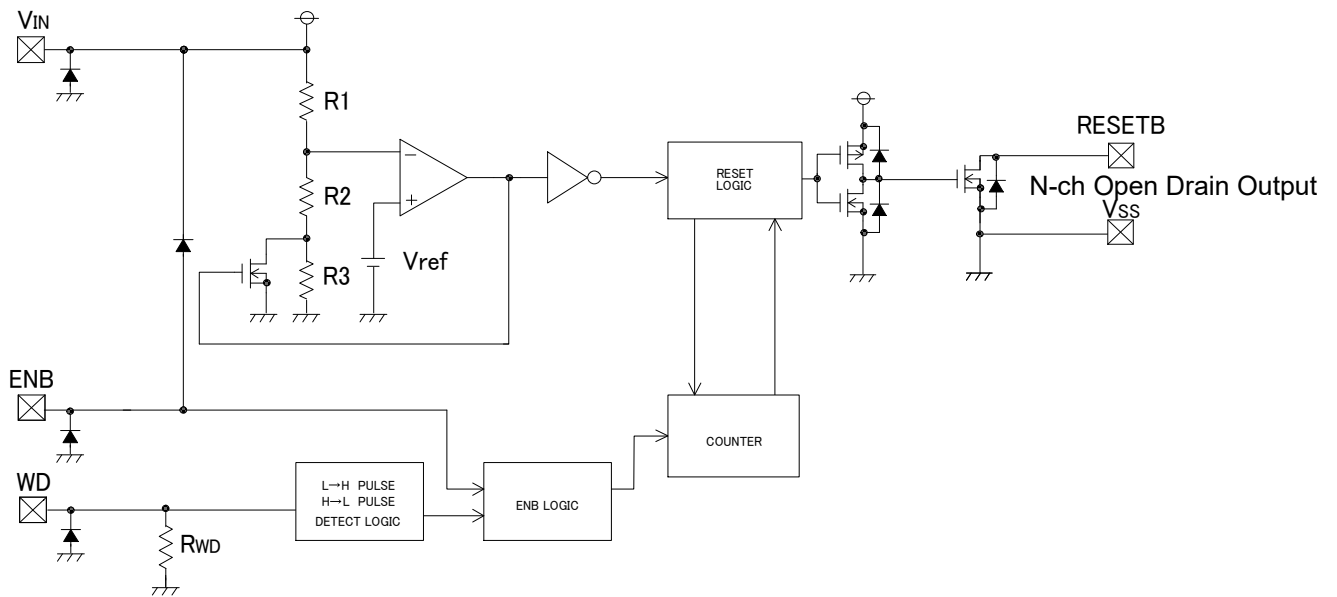 VIN
R1
RESETB
RESET
LOGIC
N-ch Open Drain Output
R2
VSS
Vref
R3
ENB
COUNTER
WD
L→H PULSE
H→L PULSE
DETECT LOGIC
ENB LOGIC
RWD